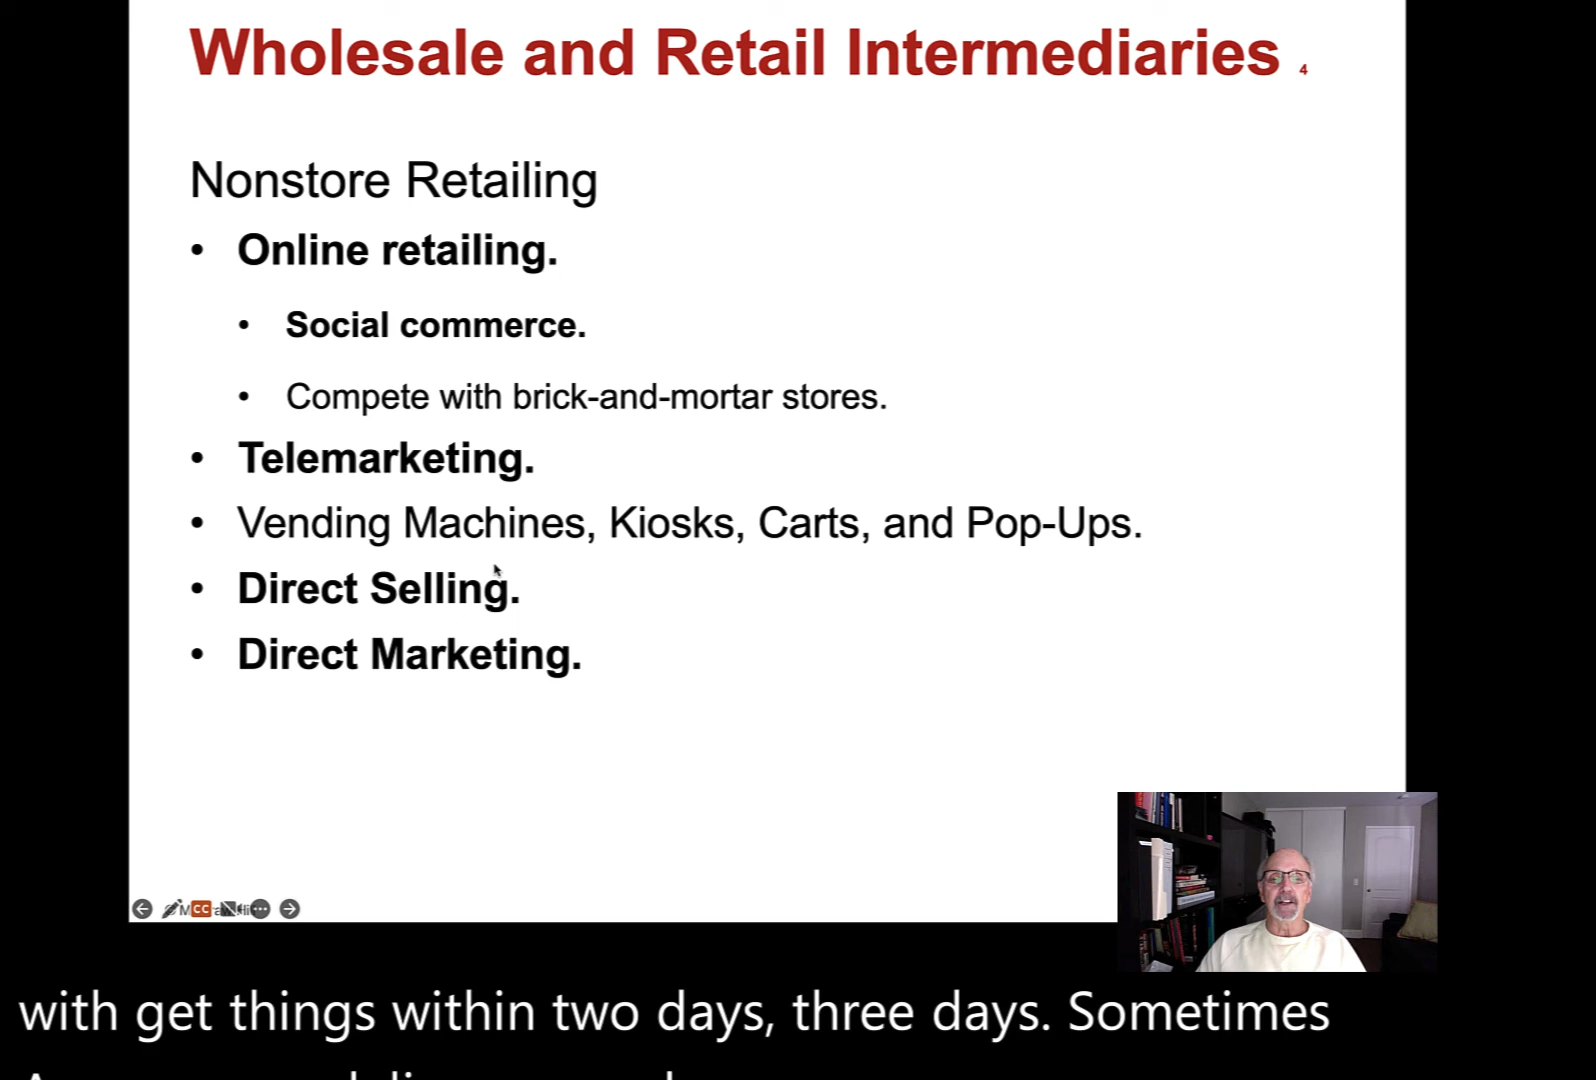 Wholesale and Retail Intermediaries 4
Nonstore Retailing
• Online retailing.
• Social commerce.
• Compete with brick-and-mortar stores.
• Telemarketing.
• Vending Machines, Kiosks, Carts, and Pop-Ups.
• Direct Selling.
• Direct Marketing.
CC
with get things within two days, three days. Sometimes